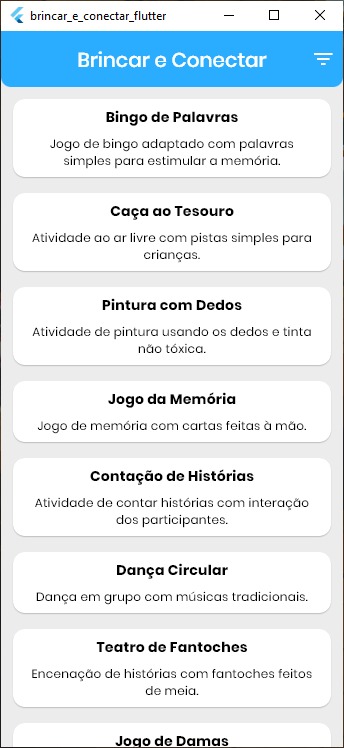 brincar_e_conectar_flutter
Brincar e Conectar
Bingo de Palavras
Jogo de bingo adaptado com palavras
simples para estimular a memória.
Caça ao Tesouro
Atividade ao ar livre com pistas simples para
crianças.
Pintura com Dedos
Atividade de pintura usando os dedos e tinta
não tóxica.
Jogo da Memória
Jogo de memória com cartas feitas à mão.
Contação de Histórias
Atividade de contar histórias com interação
dos participantes.
Dança Circular
Dança em grupo com músicas tradicionais.
Teatro de Fantoches
Encenação de histórias com fantoches feitos
de meia.
Jogo de Damas